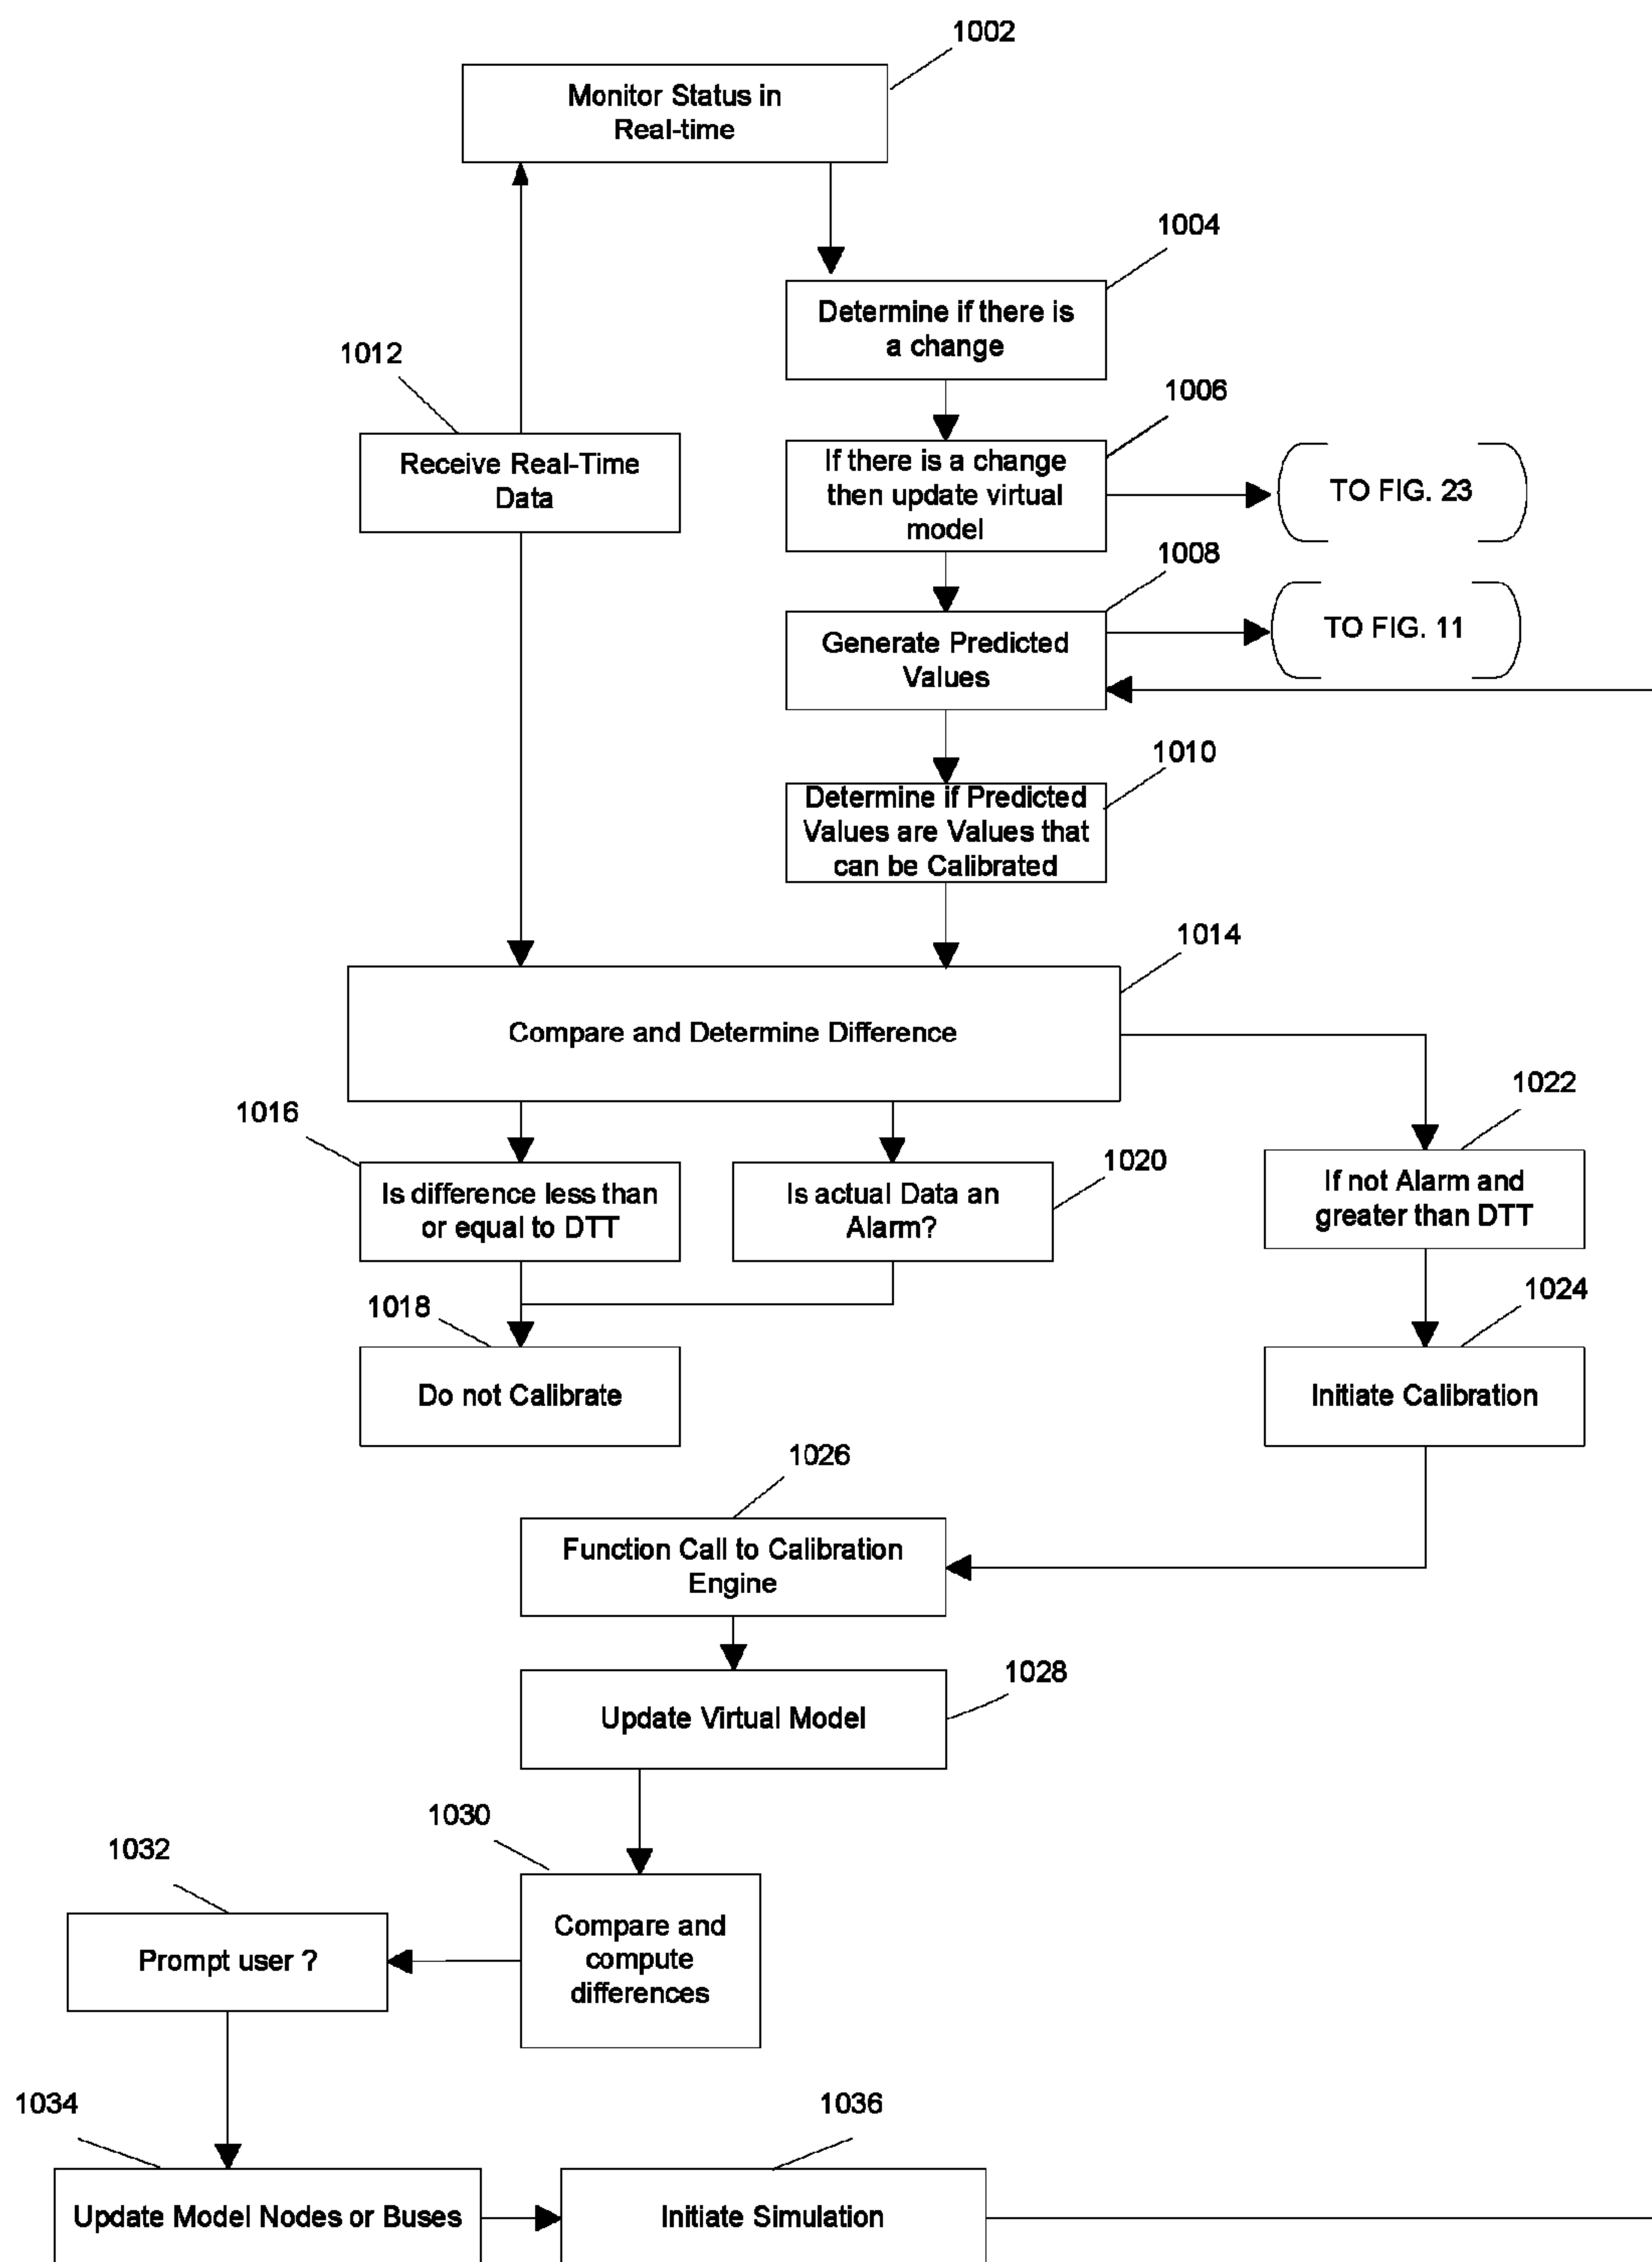 1002
Monitor Status in
Real-time
1004
Determine if there is
a change
1012
Receive Real-Time
Data
1006
If there is a change
then update virtual
model
TO FIG. 23
1008
Generate Predicted
Values
TO FIG. 11
1010
Determine if Predicted
Values are Values that
can be Calibrated
1014
Compare and Determine Difference
1016
Is difference less than
or equal to DTT
1020
Is actual Data an
Alarm?
1022
If not Alarm and
greater than DTT
1018
Do not Calibrate
1024
Initiate Calibration
1026
Function Call to Calibration
Engine
1028
Update Virtual Model
1030
Compare and
compute
differences
1032
Prompt user ?
1034
Update Model Nodes or Buses
1036
Initiate Simulation